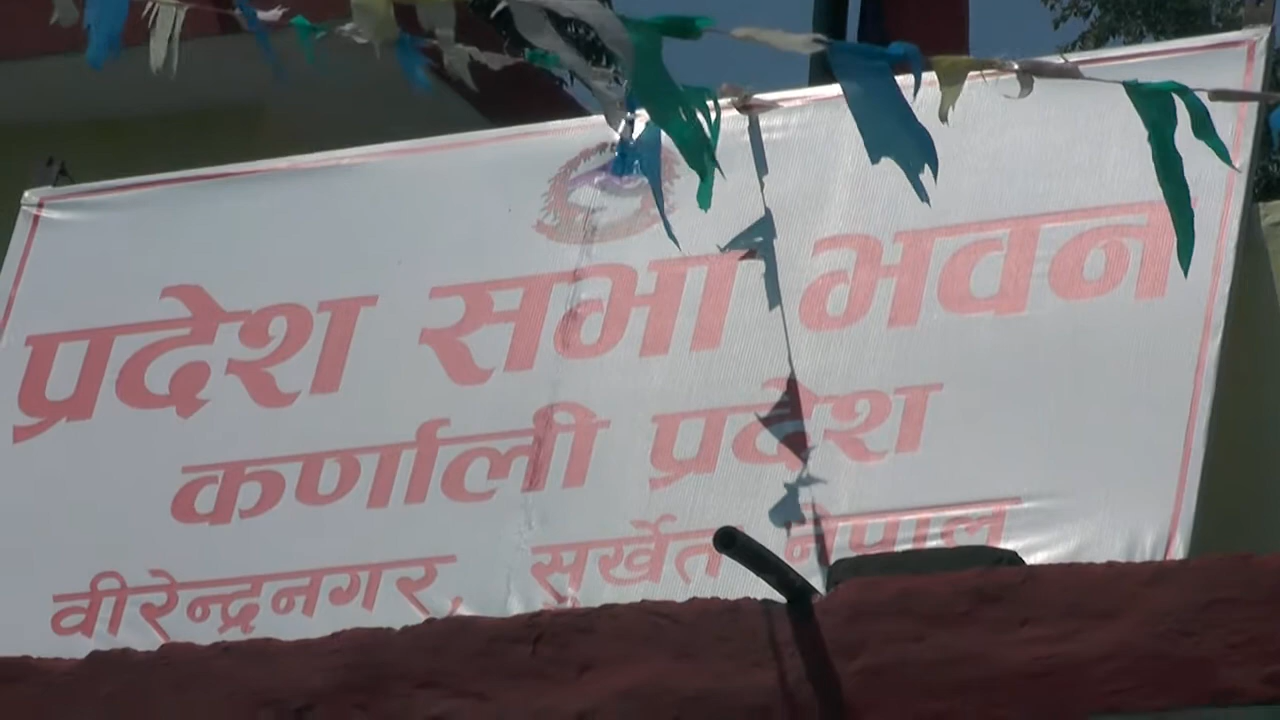 प्रदेश सभा भवन
कर्णाली प्रदेश
वीरेन्द्रनगर, सुर्खेत नेपाल